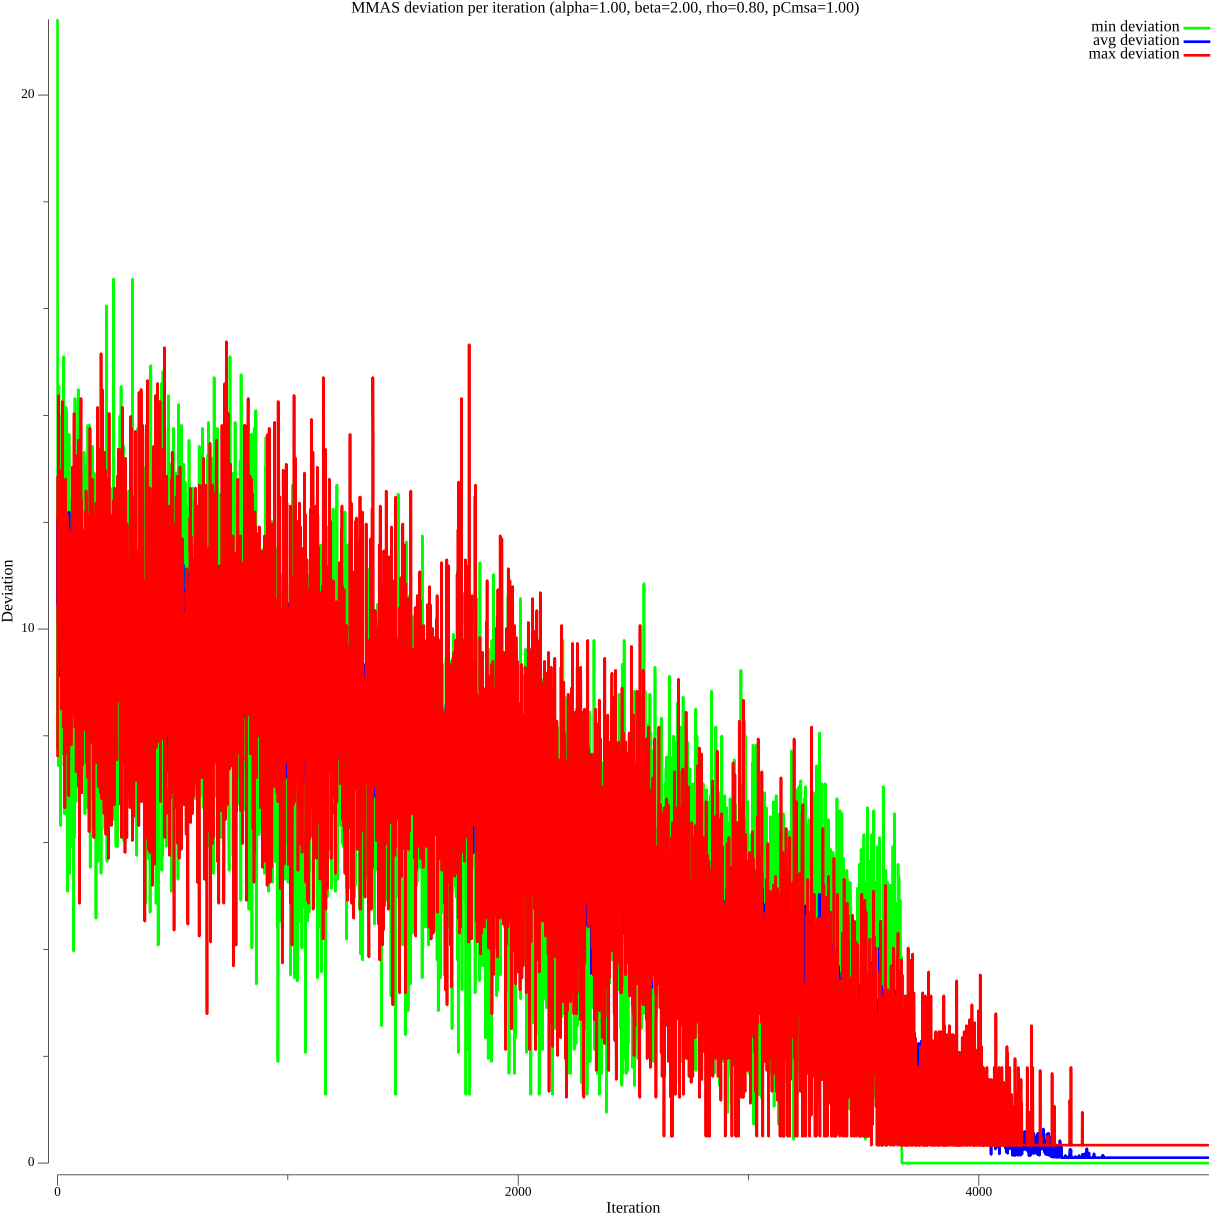 MMAS deviation per iteration (alpha=1.00, beta=2.00, rho=0.80, pCmsa=1.00)
min deviation
avg deviation
max deviation
20
10
0
Deviation
0
2000
4000
Iteration